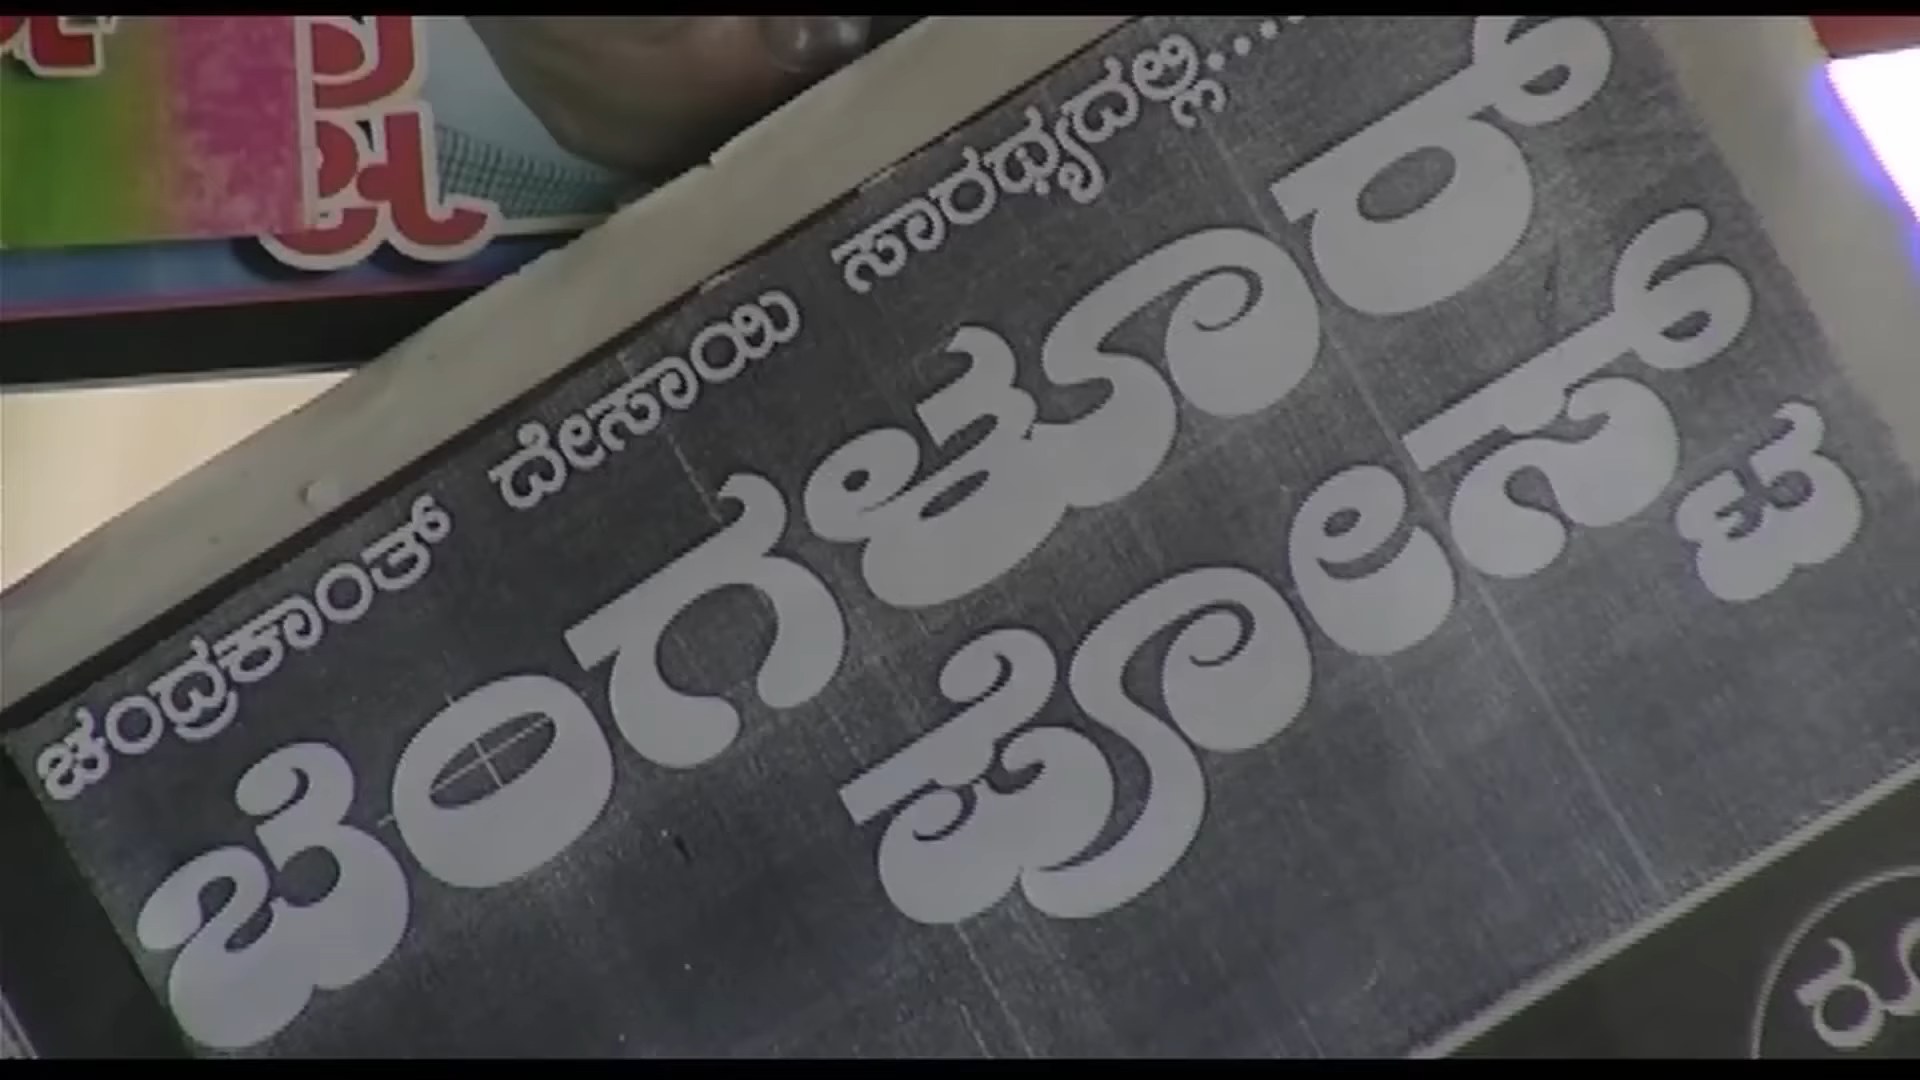 ಚಂದ್ರಕಾಂತ್ ದೇಸಾಯಿ ಸಾರಥ್ಯದಲ್ಲಿ....
ಬೆಂಗಳೂರ್
ಪೋಲಿಸ್ಟ